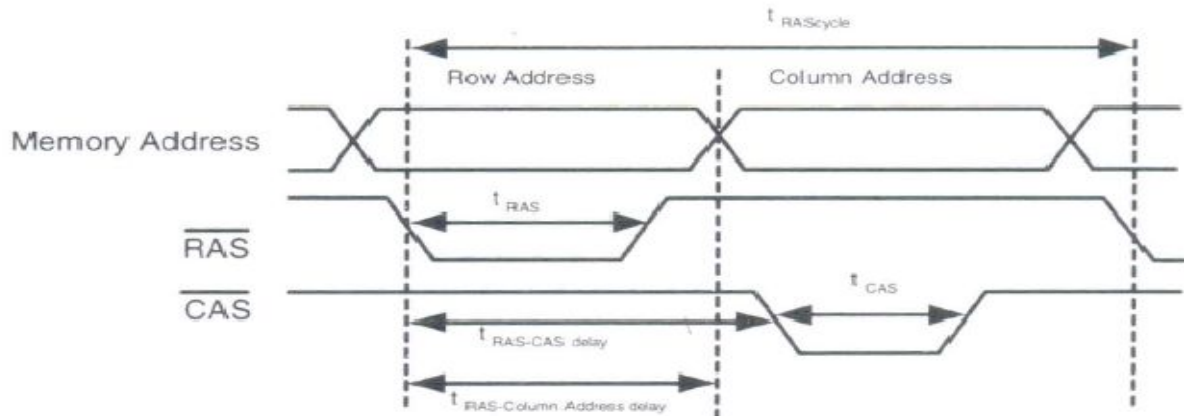 t RAScycle
Row Address
Column Address
Memory Address
t RAS
RAS
CAS
t CAS
t RAS-CAS delay
t RAS-Column Address delay